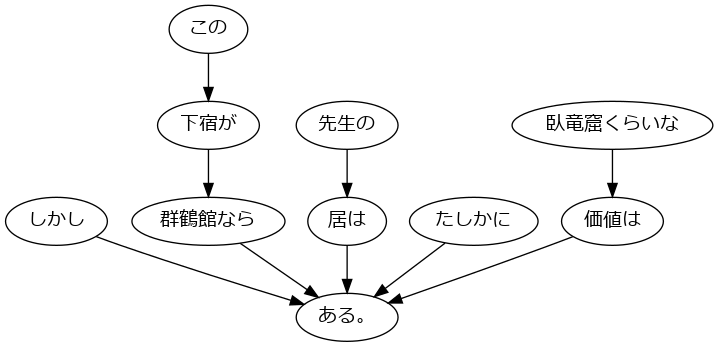 この
下宿が
先生の
臥竜窟くらいな
しかし
群鶴館なら
居は
たしかに
価値は
ある。